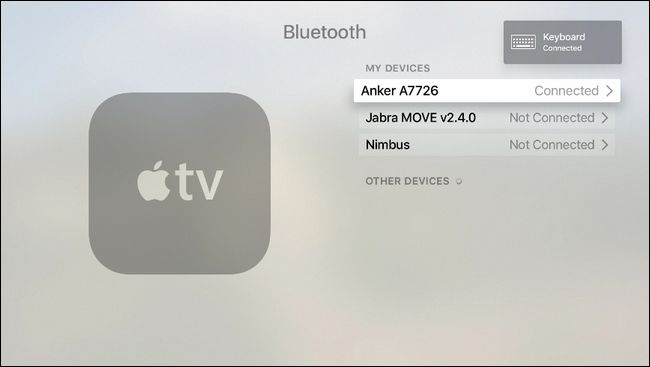 Bluetooth
Keyboard
Connected
MY DEVICES
Anker A7726 Connected
Jabra MOVE v2.4.0 Not Connected
Nimbus Not Connected
OTHER DEVICES
tv